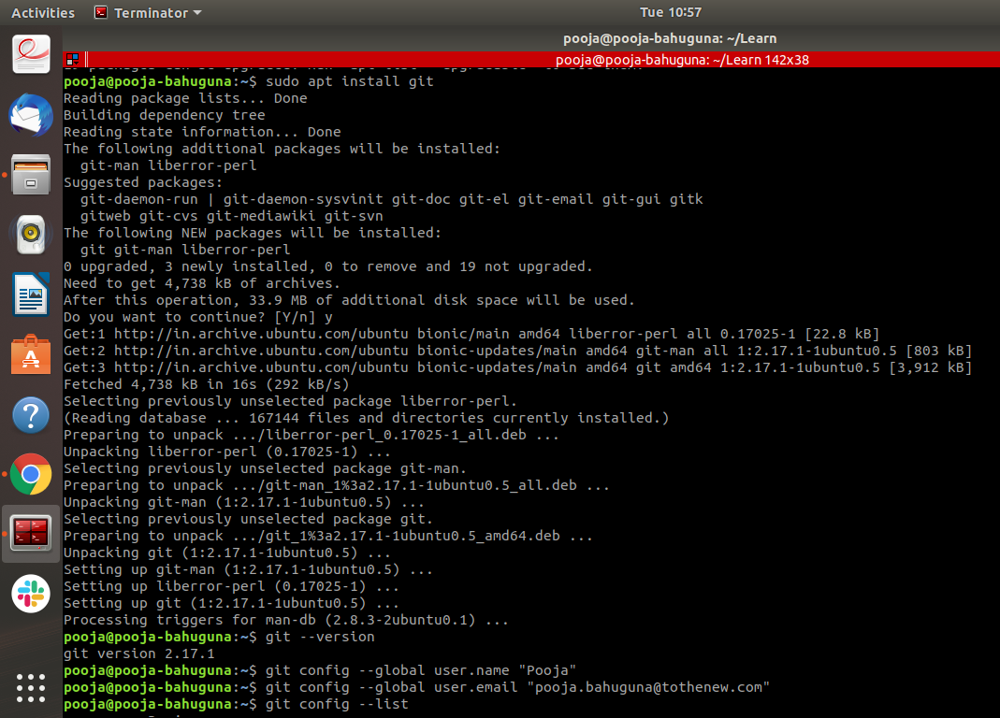 Activities
Terminator
Tue 10:57
pooja@pooja-bahuguna: ~/Learn
pooja@pooja-bahuguna: ~/Learn 142x38
pooja@pooja-bahuguna:~$ sudo apt install git
Reading package lists... Done
Building dependency tree
Reading state information... Done
The following additional packages will be installed:
  git-man liberror-perl
Suggested packages:
  git-daemon-run | git-daemon-sysvinit git-doc git-el git-email git-gui gitk
  gitweb git-cvs git-mediawiki git-svn
The following NEW packages will be installed:
  git git-man liberror-perl
0 upgraded, 3 newly installed, 0 to remove and 19 not upgraded.
Need to get 4,738 kB of archives.
After this operation, 33.9 MB of additional disk space will be used.
Do you want to continue? [Y/n] y
Get:1 http://in.archive.ubuntu.com/ubuntu bionic/main amd64 liberror-perl all 0.17025-1 [22.8 kB]
Get:2 http://in.archive.ubuntu.com/ubuntu bionic-updates/main amd64 git-man all 1:2.17.1-1ubuntu0.5 [803 kB]
Get:3 http://in.archive.ubuntu.com/ubuntu bionic-updates/main amd64 git amd64 1:2.17.1-1ubuntu0.5 [3,912 kB]
Fetched 4,738 kB in 16s (292 kB/s)
Selecting previously unselected package liberror-perl.
(Reading database ... 167144 files and directories currently installed.)
Preparing to unpack .../liberror-perl_0.17025-1_all.deb ...
Unpacking liberror-perl (0.17025-1) ...
Selecting previously unselected package git-man.
Preparing to unpack .../git-man_1%3a2.17.1-1ubuntu0.5_all.deb ...
Unpacking git-man (1:2.17.1-1ubuntu0.5) ...
Selecting previously unselected package git.
Preparing to unpack .../git_1%3a2.17.1-1ubuntu0.5_amd64.deb ...
Unpacking git (1:2.17.1-1ubuntu0.5) ...
Setting up git-man (1:2.17.1-1ubuntu0.5) ...
Setting up liberror-perl (0.17025-1) ...
Setting up git (1:2.17.1-1ubuntu0.5) ...
Processing triggers for man-db (2.8.3-2ubuntu0.1) ...
pooja@pooja-bahuguna:~$ git --version
git version 2.17.1
pooja@pooja-bahuguna:~$ git config --global user.name "Pooja"
pooja@pooja-bahuguna:~$ git config --global user.email "pooja.bahuguna@tothenew.com"
pooja@pooja-bahuguna:~$ git config --list